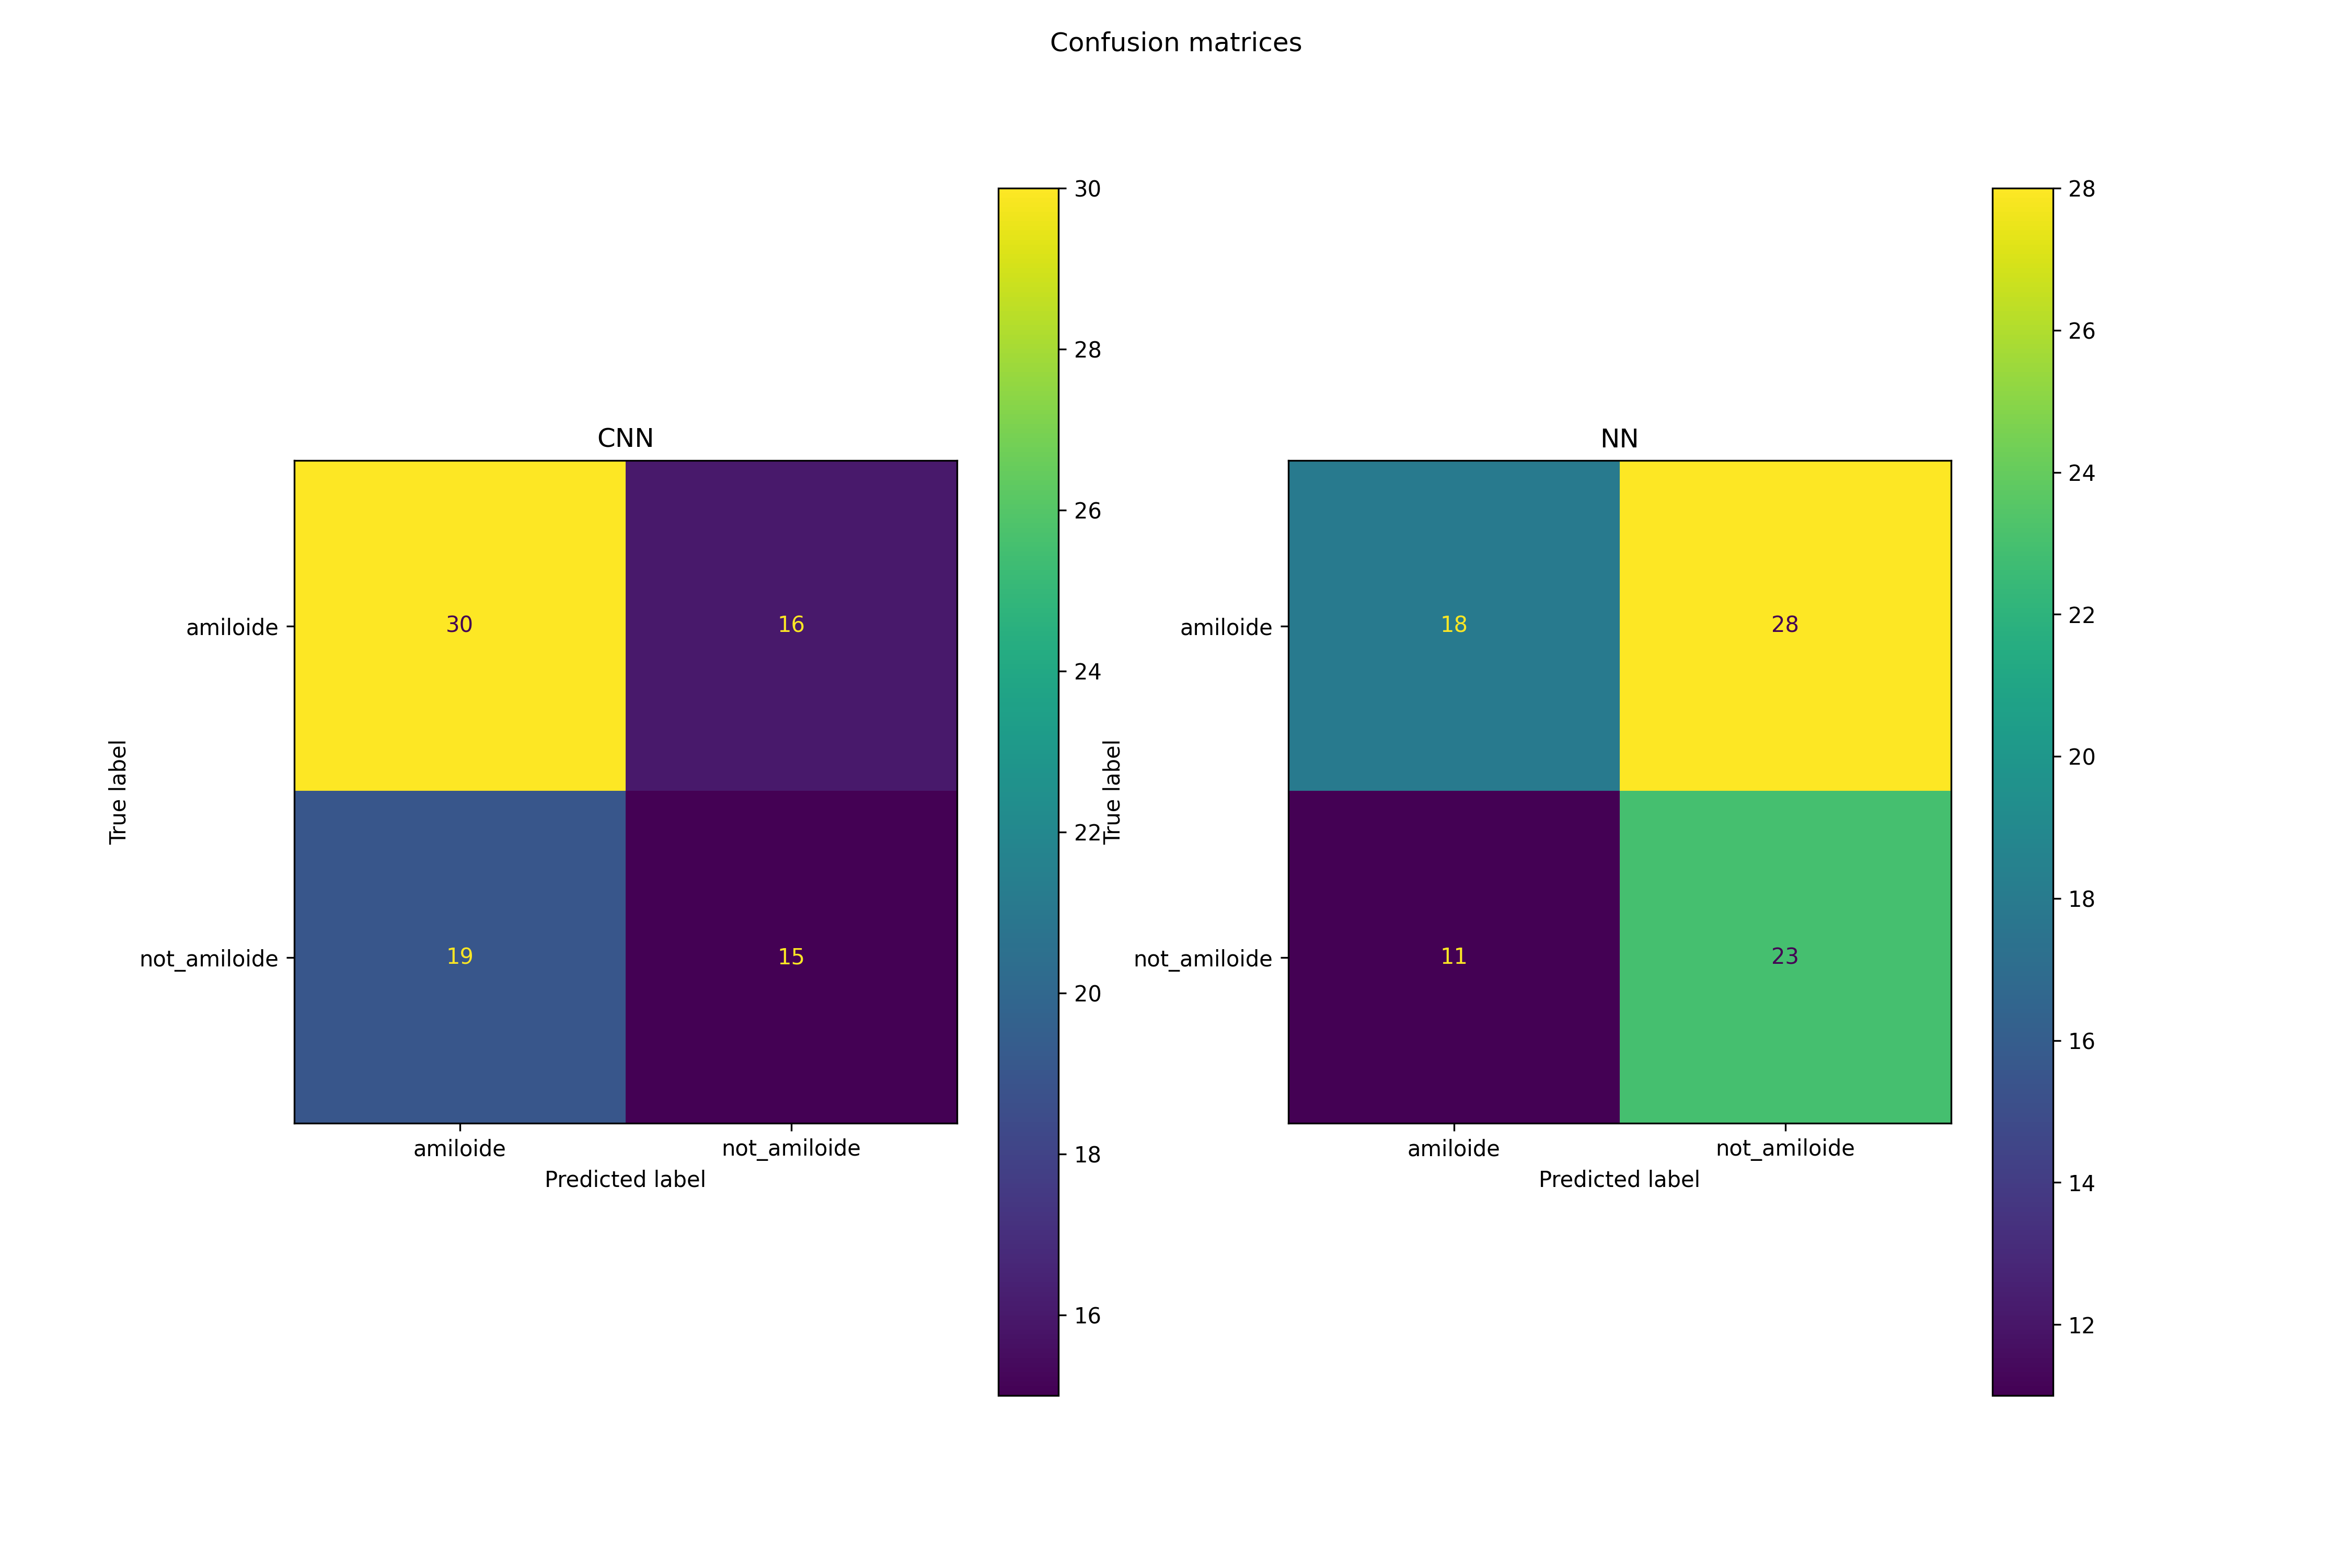 Confusion matrices
CNN
True label
amiloide
30
16
not_amiloide
19
15
amiloide
not_amiloide
Predicted label
30
28
26
24
22
20
18
16
NN
True label
amiloide
18
28
not_amiloide
11
23
amiloide
not_amiloide
Predicted label
28
26
24
22
20
18
16
14
12